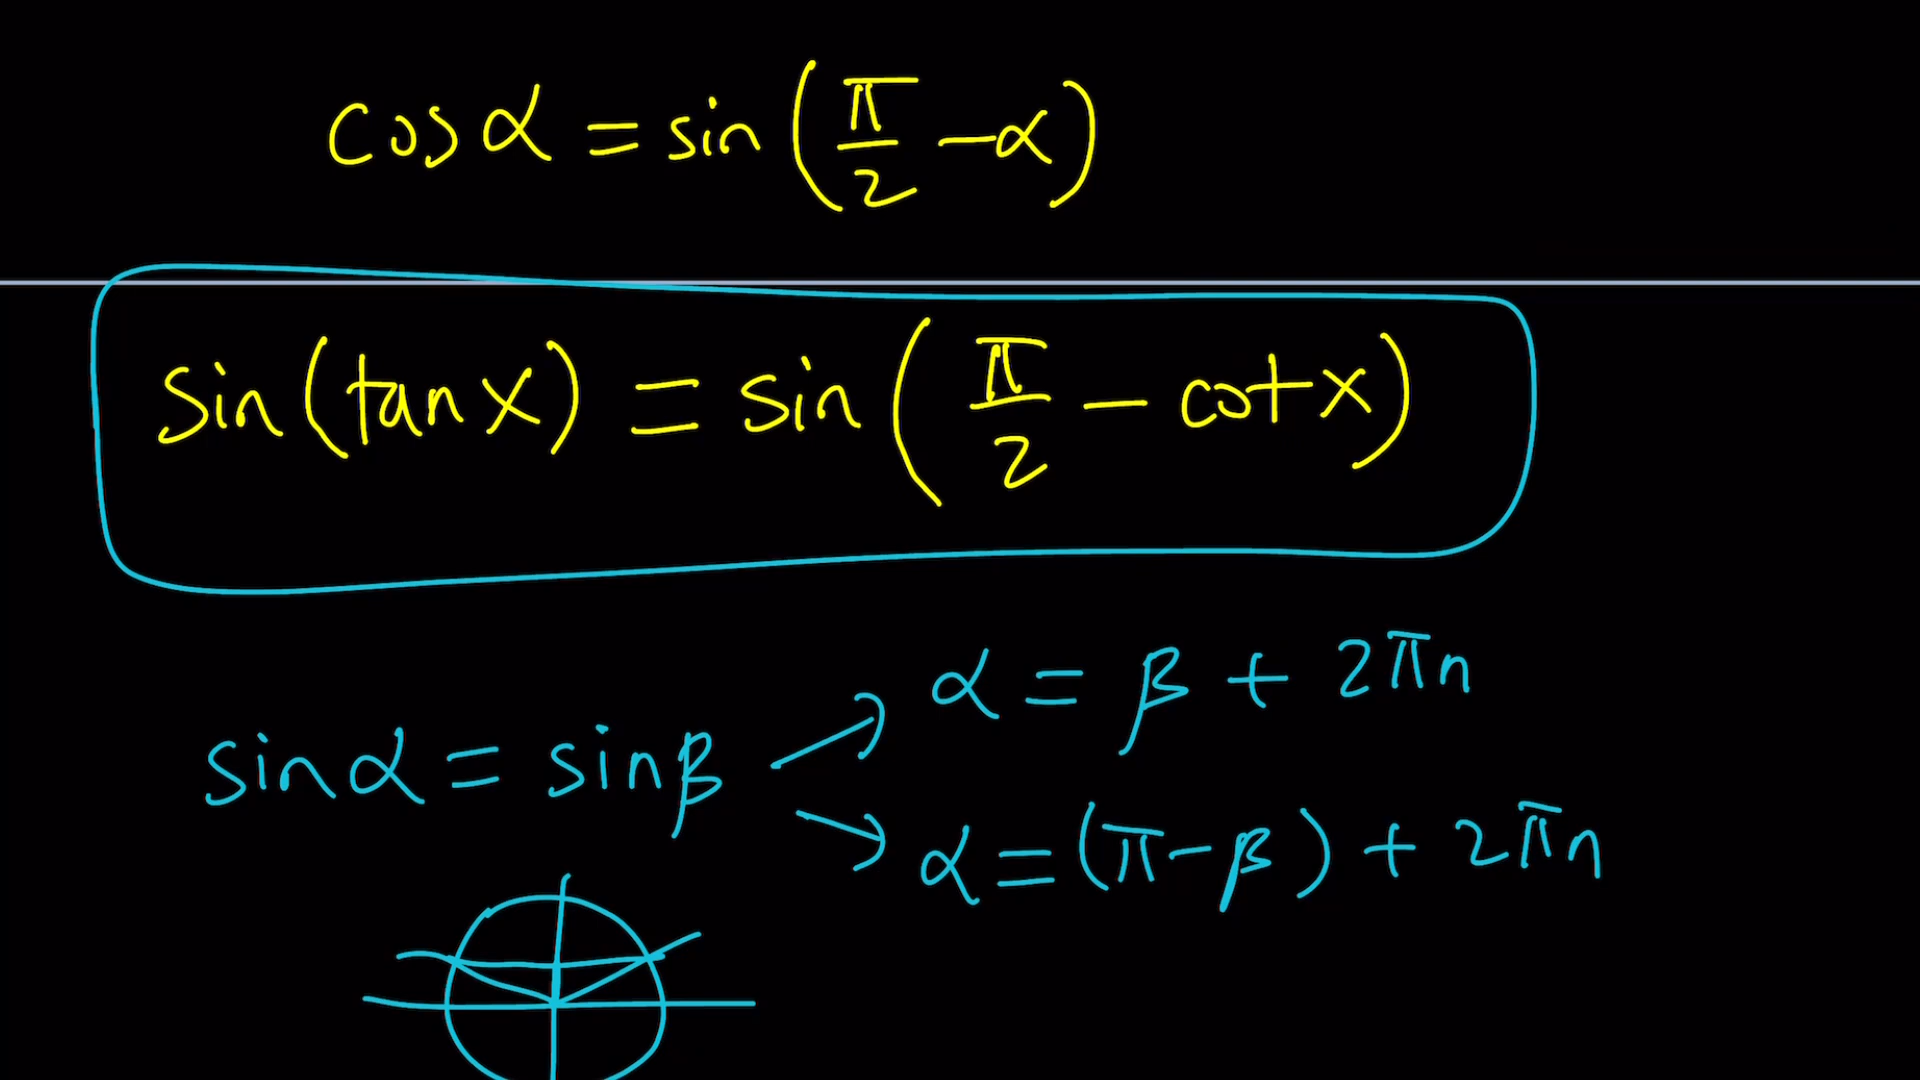 cos α = sin (π/2 - α)
sin (tan x) = sin (π/2 - cot x)
α = β + 2πn
sin α = sin β
α = (π - β) + 2πn